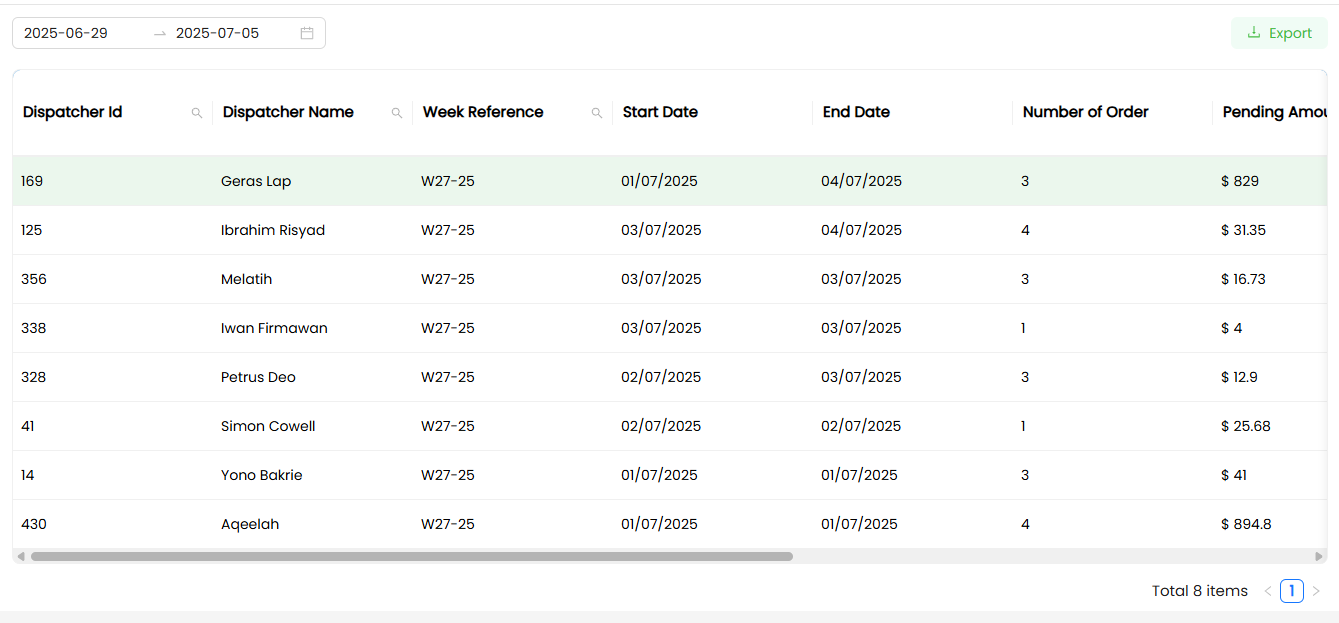 2025-06-29 → 2025-07-05 Export
Dispatcher Id Dispatcher Name Week Reference Start Date End Date Number of Order Pending Amou
169 Geras Lap W27-25 01/07/2025 04/07/2025 3 $ 829
125 Ibrahim Risyad W27-25 03/07/2025 04/07/2025 4 $ 31.35
356 Melatih W27-25 03/07/2025 03/07/2025 3 $ 16.73
338 Iwan Firmawan W27-25 03/07/2025 03/07/2025 1 $ 4
328 Petrus Deo W27-25 02/07/2025 03/07/2025 3 $ 12.9
41 Simon Cowell W27-25 02/07/2025 02/07/2025 1 $ 25.68
14 Yono Bakrie W27-25 01/07/2025 01/07/2025 3 $ 41
430 Aqeelah W27-25 01/07/2025 01/07/2025 4 $ 894.8
Total 8 items < 1 >